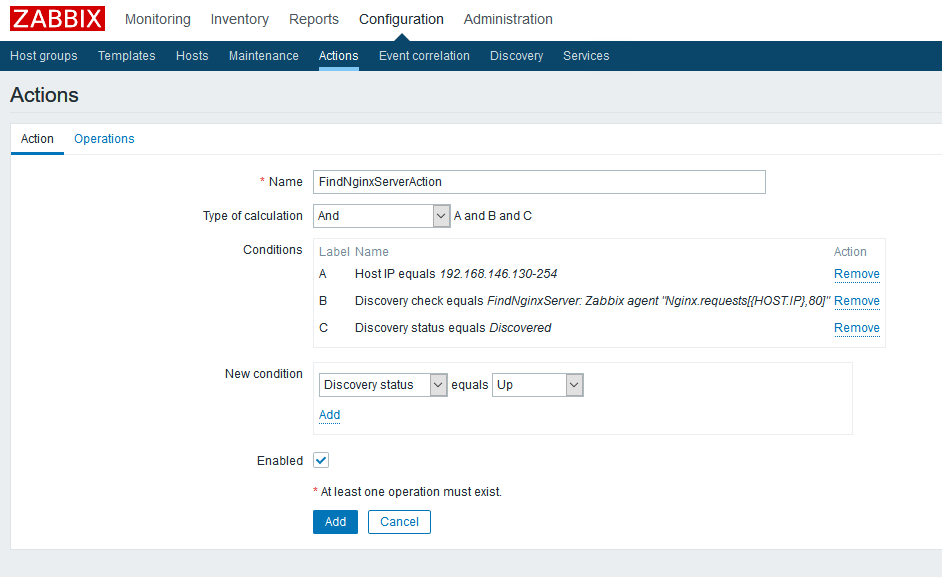 ZABBIX Monitoring Inventory Reports Configuration Administration
Host groups Templates Hosts Maintenance Actions Event correlation Discovery Services
Actions
Action Operations
* Name FindNginxServerAction
Type of calculation And A and B and C
Conditions Label Name Action
A Host IP equals 192.168.146.130-254 Remove
B Discovery check equals FindNginxServer: Zabbix agent "Nginx.requests[{HOST.IP},80]" Remove
C Discovery status equals Discovered Remove
New condition
Discovery status equals Up
Add
Enabled
* At least one operation must exist.
Add Cancel